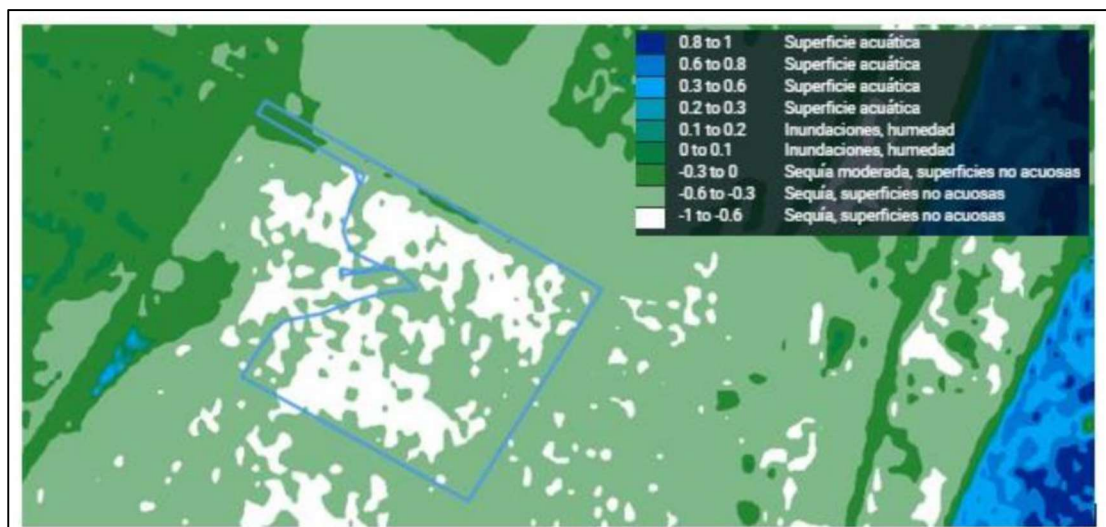 0.8 to 1 Superficie acuática
0.6 to 0.8 Superficie acuática
0.3 to 0.6 Superficie acuática
0.2 to 0.3 Superficie acuática
0.1 to 0.2 Inundaciones, humedad
0 to 0.1 Inundaciones, humedad
-0.3 to 0 Sequía moderada, superficies no acuosas
-0.6 to -0.3 Sequía, superficies no acuosas
-1 to -0.6 Sequía, superficies no acuosas